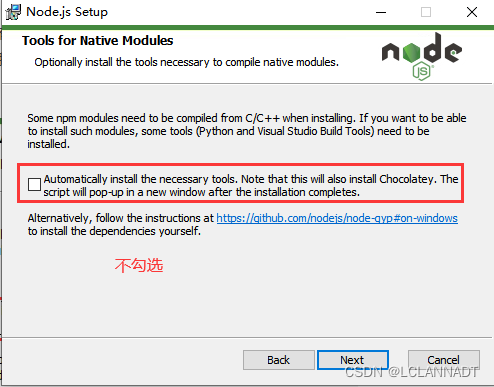 Node.js Setup
Tools for Native Modules
Optionally install the tools necessary to compile native modules.
node
JS
Some npm modules need to be compiled from C/C++ when installing. If you want to be able
to install such modules, some tools (Python and Visual Studio Build Tools) need to be
installed.
Automatically install the necessary tools. Note that this will also install Chocolatey. The
script will pop-up in a new window after the installation completes.
Alternatively, follow the instructions at https://github.com/nodejs/node-gyp#on-windows
to install the dependencies yourself.
不勾选
Back Next Cancel
CSDN @LCLANNADT